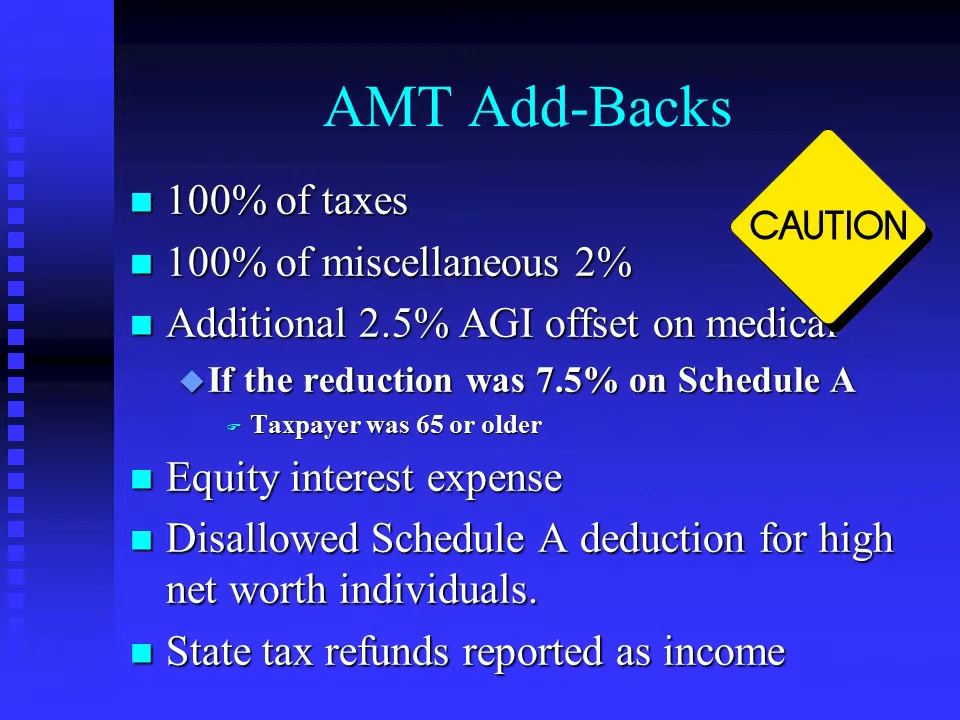 AMT Add-Backs
CAUTION
100% of taxes
100% of miscellaneous 2%
Additional 2.5% AGI offset on medical
If the reduction was 7.5% on Schedule A
Taxpayer was 65 or older
Equity interest expense
Disallowed Schedule A deduction for high
net worth individuals.
State tax refunds reported as income